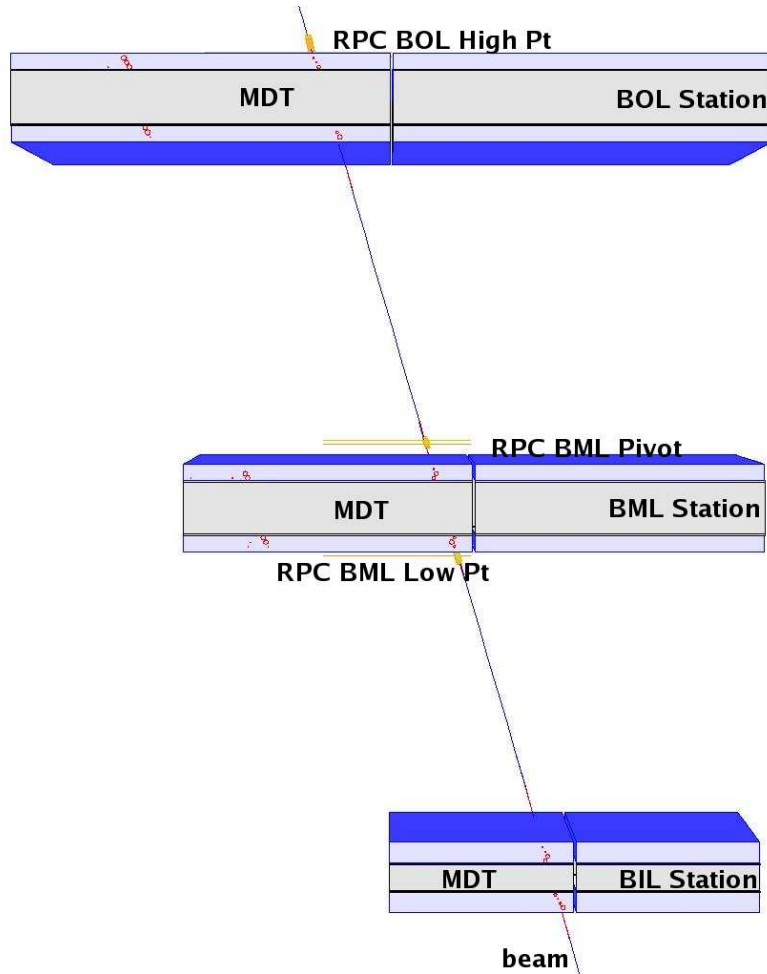 RPC BOL High Pt
MDT
BOL Station
RPC BML Pivot
MDT
BML Station
RPC BML Low Pt
MDT
BIL Station
beam